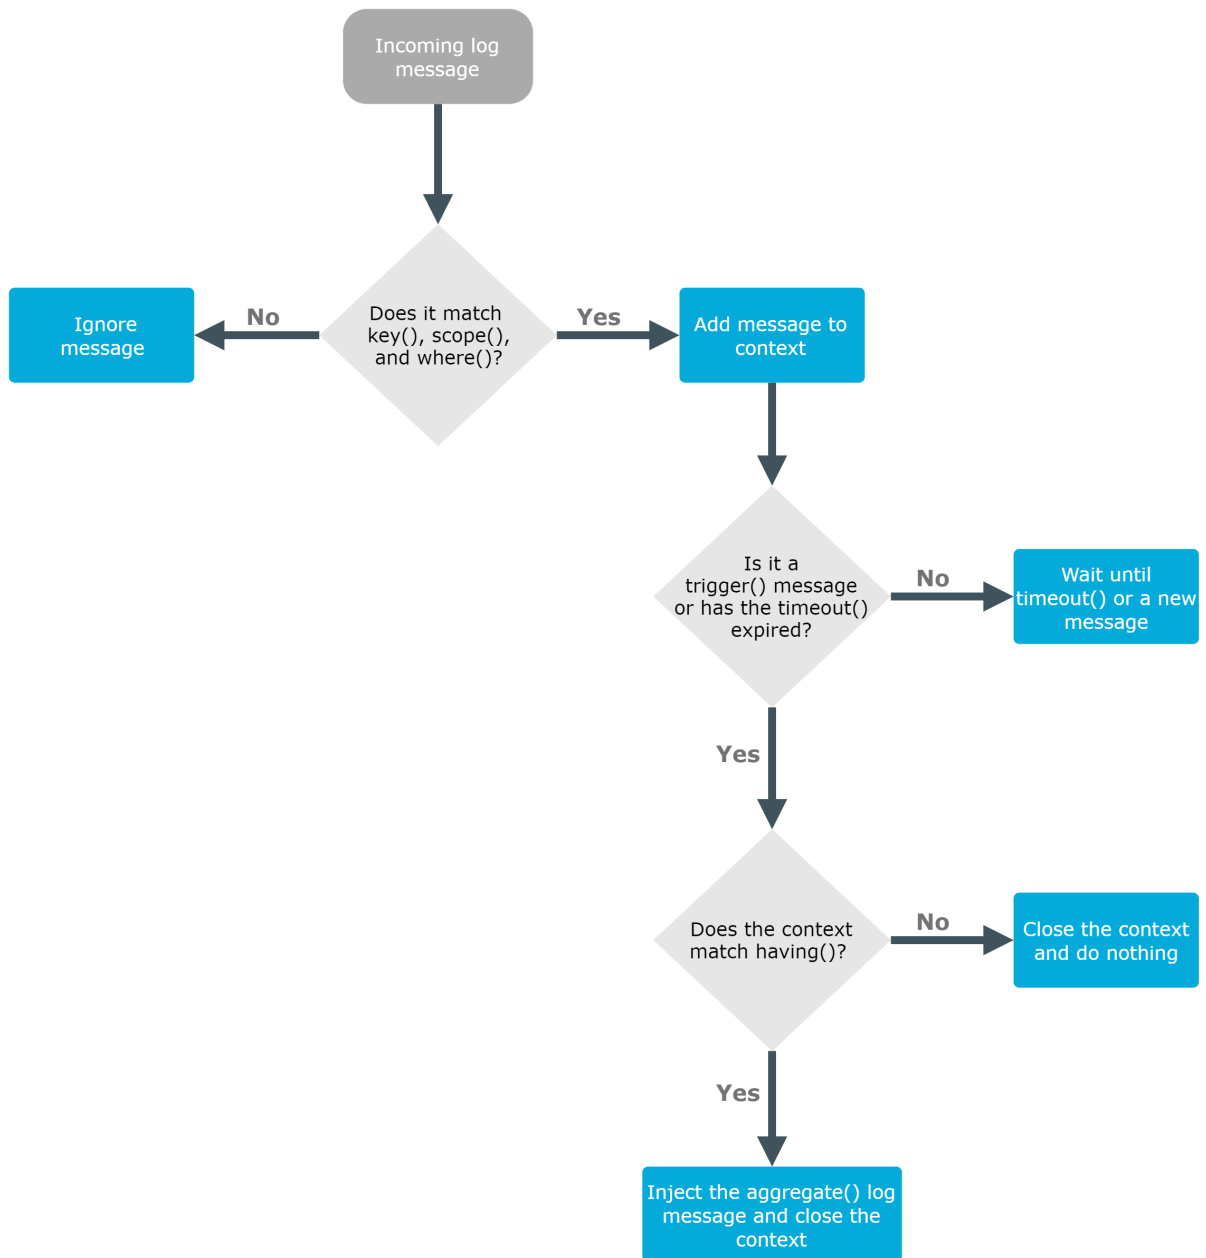 Incoming log
message
Does it match
key(), scope(),
and where()?
No
Ignore
message
Yes
Add message to
context
Is it a
trigger() message
or has the timeout()
expired?
No
Wait until
timeout() or a new
message
Yes
Does the context
match having()?
No
Close the context
and do nothing
Yes
Inject the aggregate() log
message and close the
context